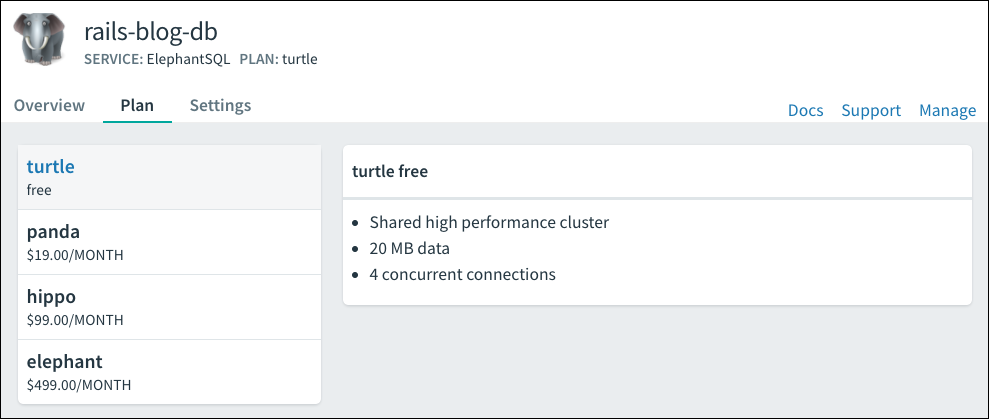 rails-blog-db
SERVICE: ElephantSQL PLAN: turtle
Overview Plan Settings
Docs Support Manage
turtle
free
panda
$19.00/MONTH
hippo
$99.00/MONTH
elephant
$499.00/MONTH
turtle free
• Shared high performance cluster
• 20 MB data
• 4 concurrent connections